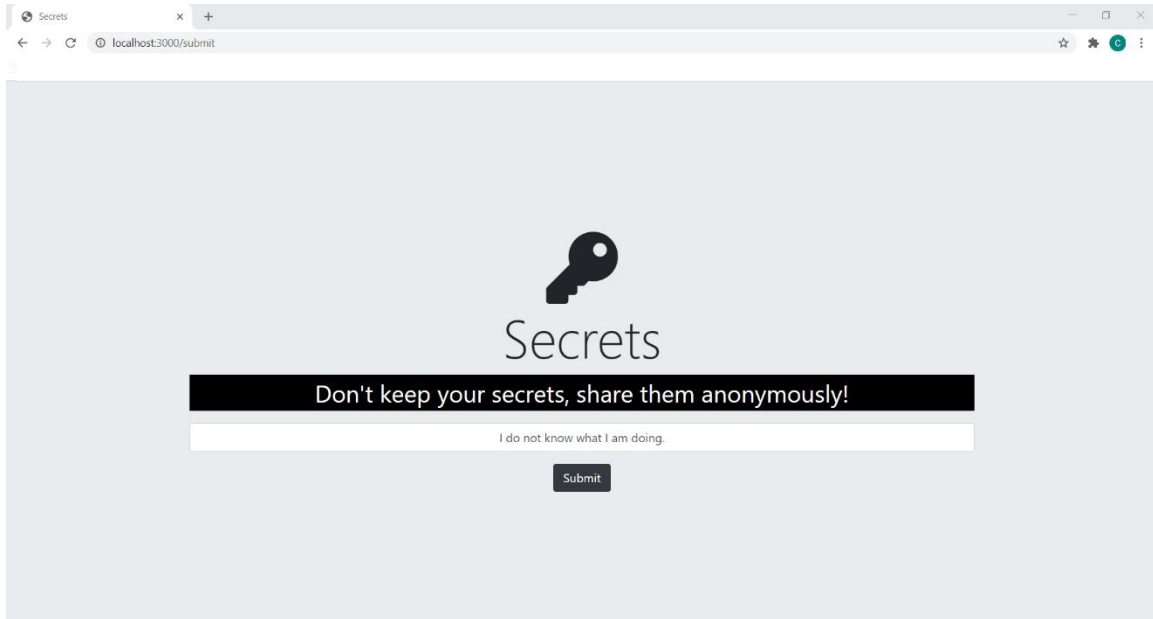 Secrets
localhost:3000/submit
C
Secrets
Don't keep your secrets, share them anonymously!
I do not know what I am doing.
Submit